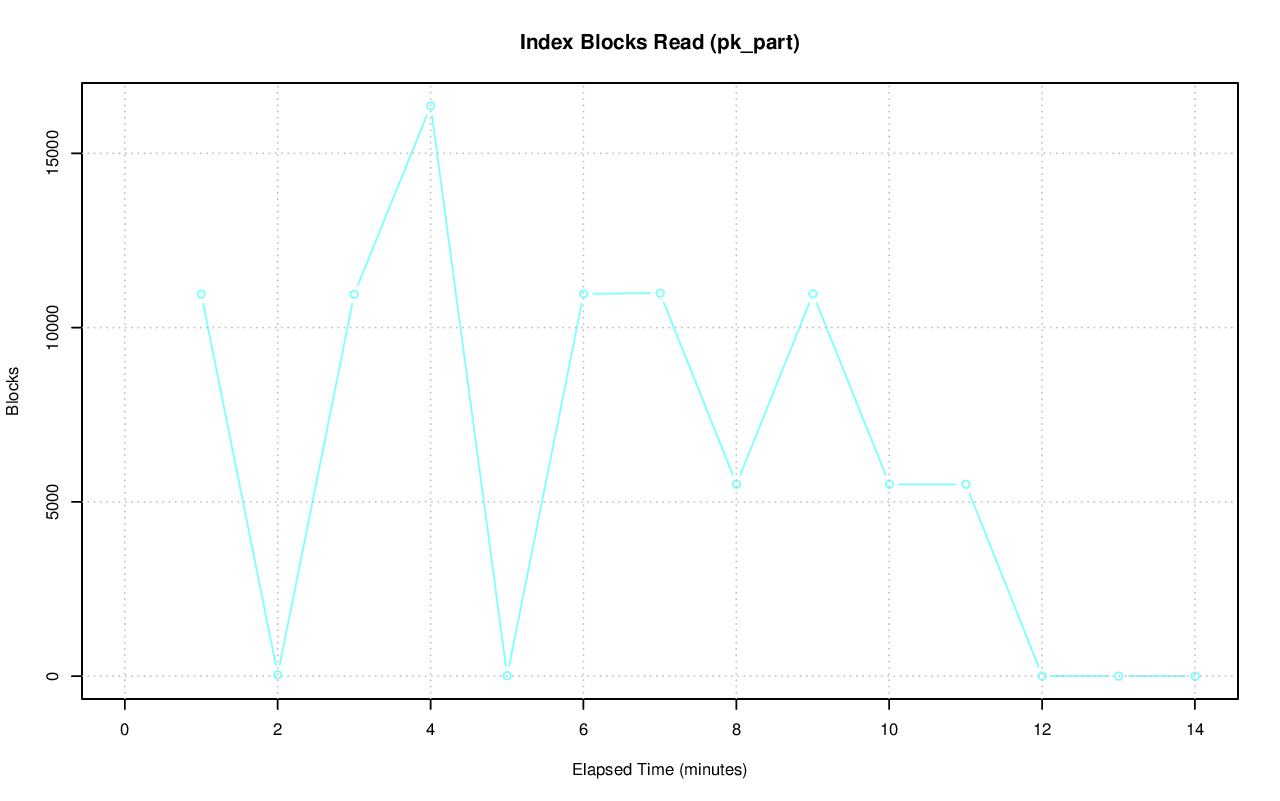 Index Blocks Read (pk_part)
15000
10000
5000
0
Blocks
0 2 4 6 8 10 12 14
Elapsed Time (minutes)